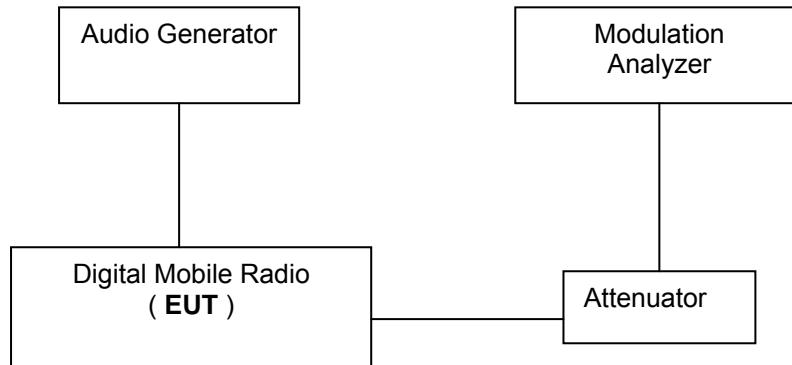 Audio Generator
Modulation
Analyzer
Digital Mobile Radio
( EUT )
Attenuator